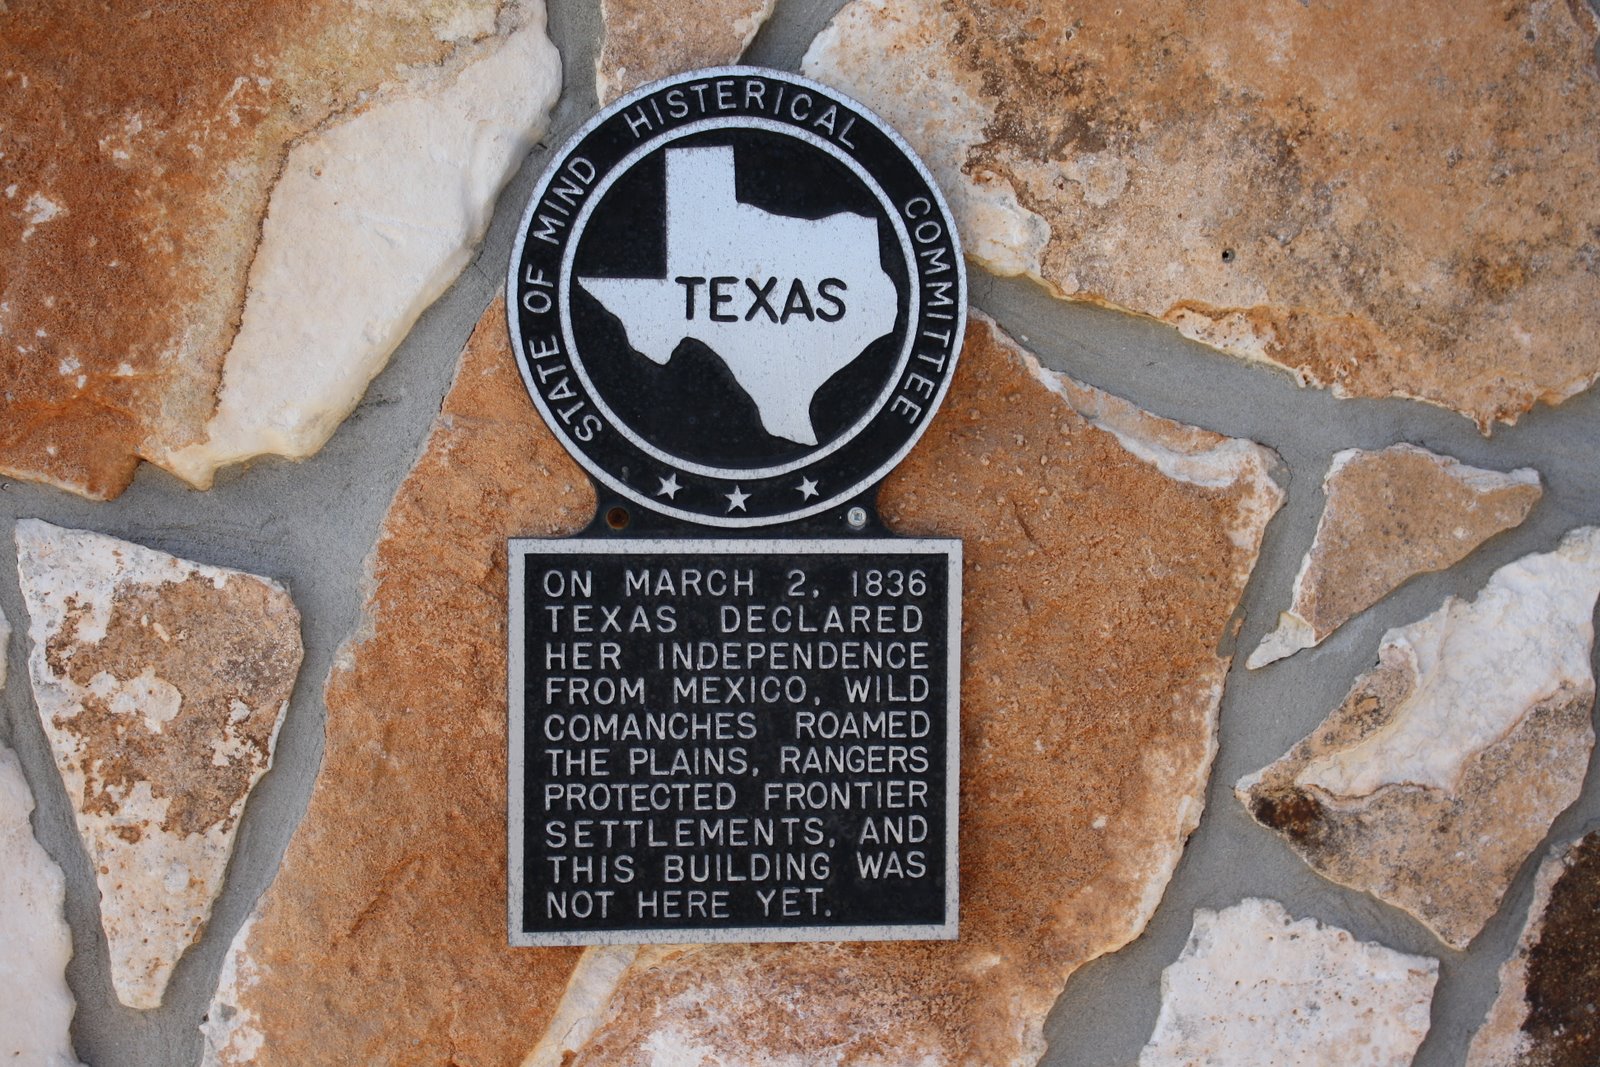 STATE OF MIND HISTERICAL COMMITTEE
TEXAS
ON MARCH 2, 1836
TEXAS DECLARED
HER INDEPENDENCE
FROM MEXICO, WILD
COMANCHES ROAMED
THE PLAINS, RANGERS
PROTECTED FRONTIER
SETTLEMENTS, AND
THIS BUILDING WAS
NOT HERE YET.